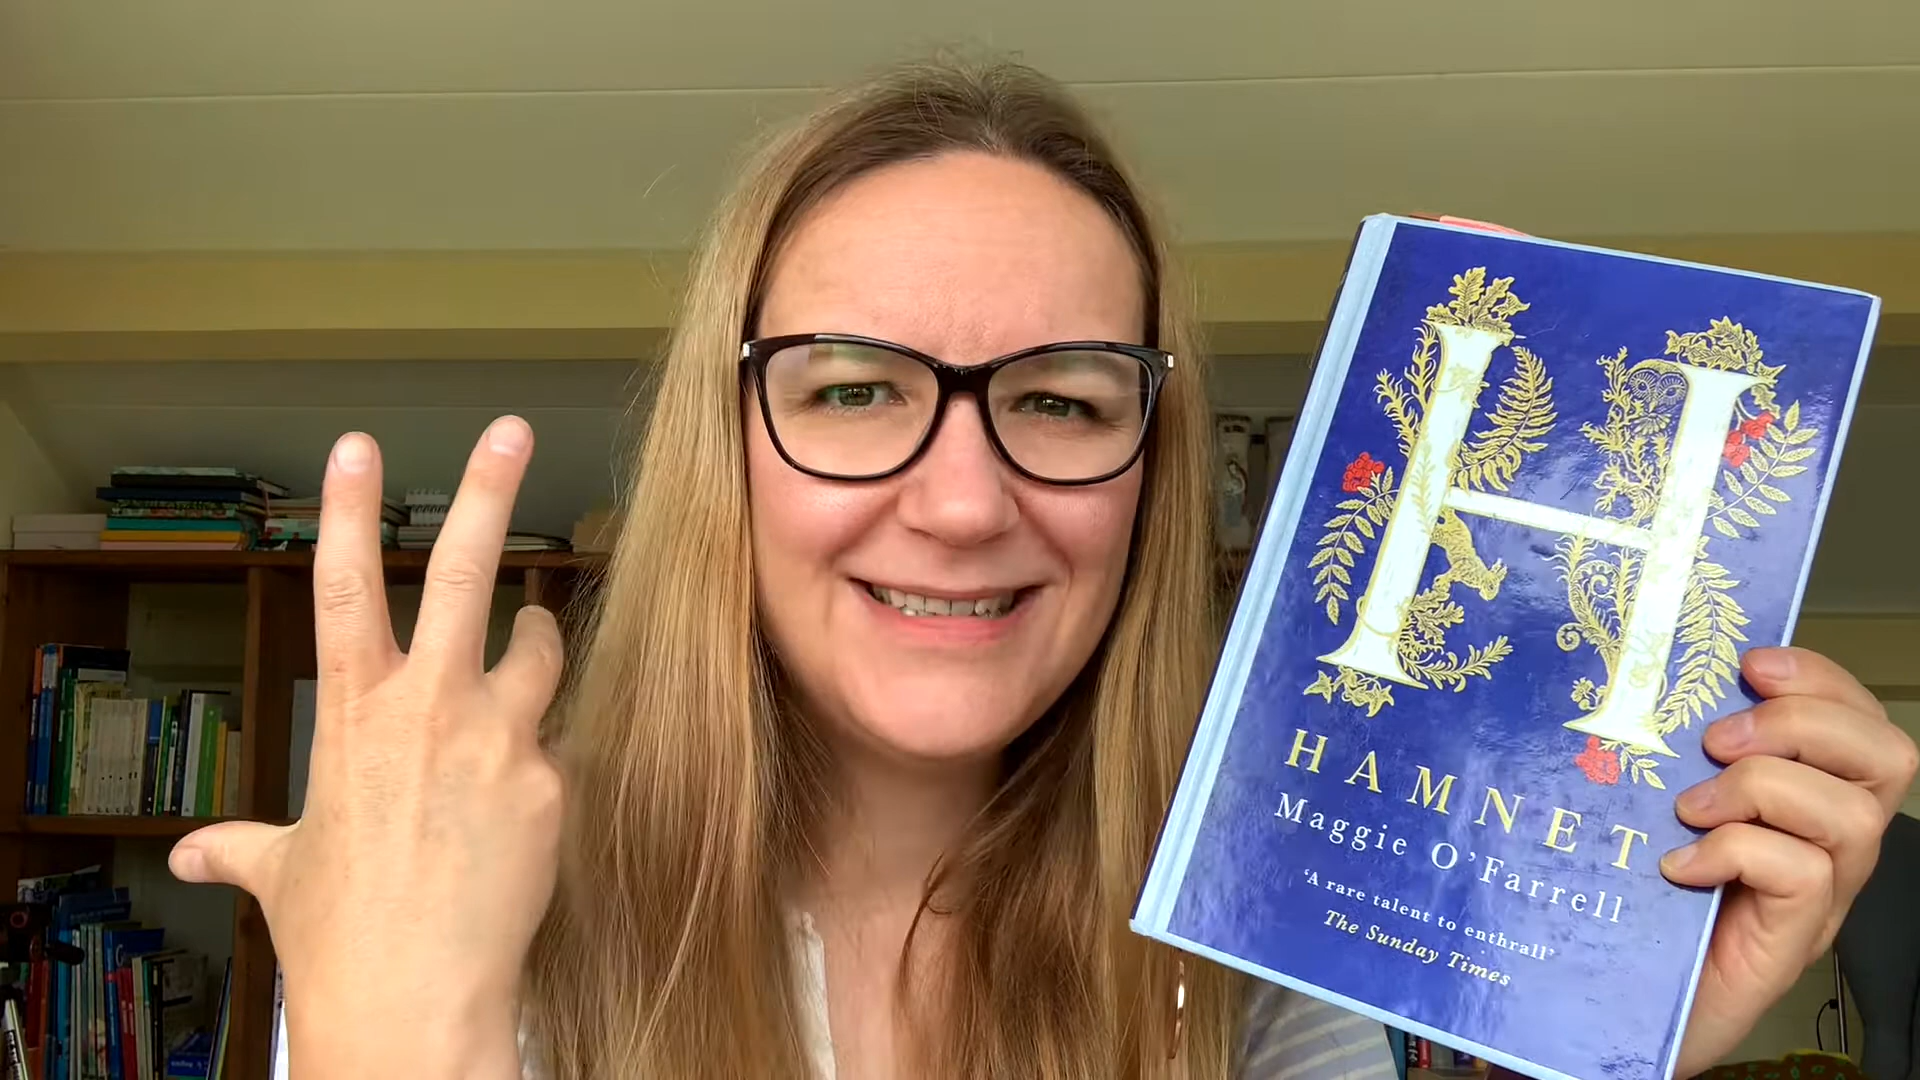 H
HAMNET
Maggie O'Farrell
‘A rare talent to enthrall’
The Sunday Times